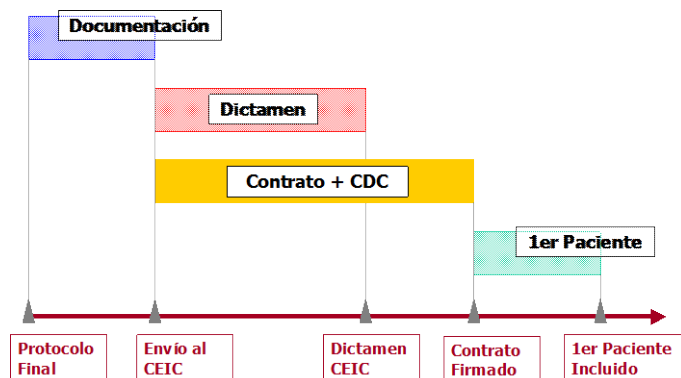 Documentación
Dictamen
Contrato + CDC
1er Paciente
Protocolo
Final
Envío al
CEIC
Dictamen
CEIC
Contrato
Firmado
1er Paciente
Incluido